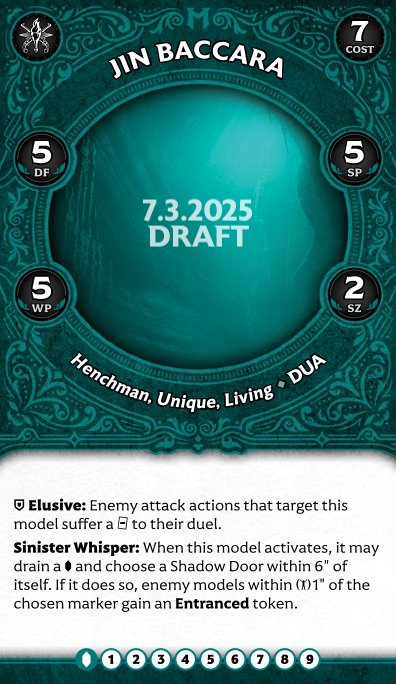 7
COST
JIN BACCARA
5
DF
5
SP
7.3.2025
DRAFT
5
WP
2
SZ
Henchman, Unique, Living DUA
Elusive: Enemy attack actions that target this
model suffer a - to their duel.
Sinister Whisper: When this model activates, it may
drain a and choose a Shadow Door within 6" of
itself. If it does so, enemy models within 1" of the
chosen marker gain an Entranced token.
1 2 3 4 5 6 7 8 9